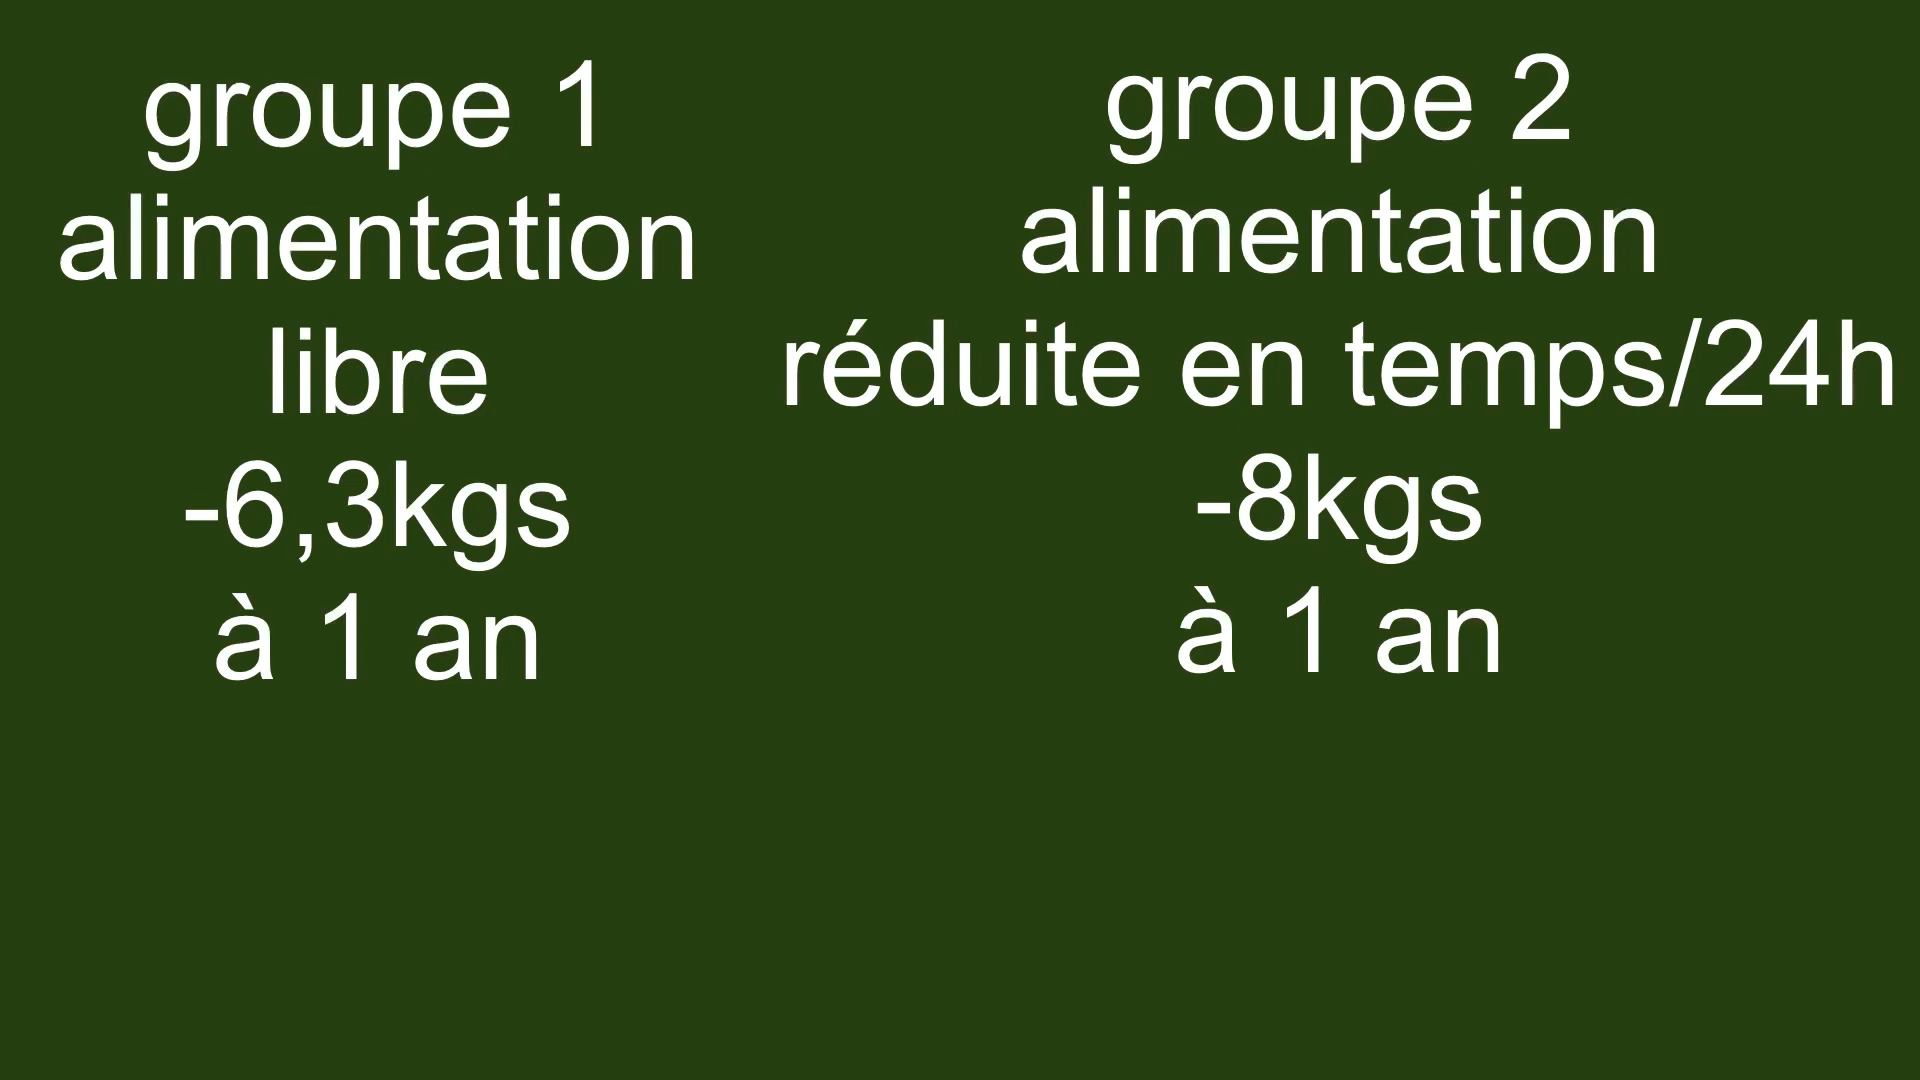 groupe 1
alimentation
libre
-6,3kgs
à 1 an
groupe 2
alimentation
réduite en temps/24h
-8kgs
à 1 an